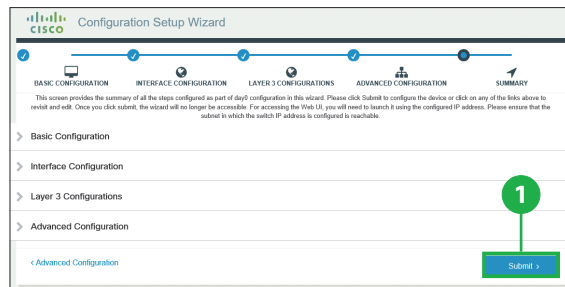 CISCO
Configuration Setup Wizard
BASIC CONFIGURATION
INTERFACE CONFIGURATION
LAYER 3 CONFIGURATIONS
ADVANCED CONFIGURATION
SUMMARY
This screen provides the summary of all the steps configured as part of day0 configuration in this wizard. Please click Submit to configure the device or click on any of the links above to
revisit and edit. Once you click submit, the wizard will no longer be accessible. For accessing the Web UI, you will need to launch it using the configured IP address. Please ensure that the
subnet in which the switch IP address is configured is reachable.
> Basic Configuration
> Interface Configuration
> Layer 3 Configurations
> Advanced Configuration
1
< Advanced Configuration
Submit >